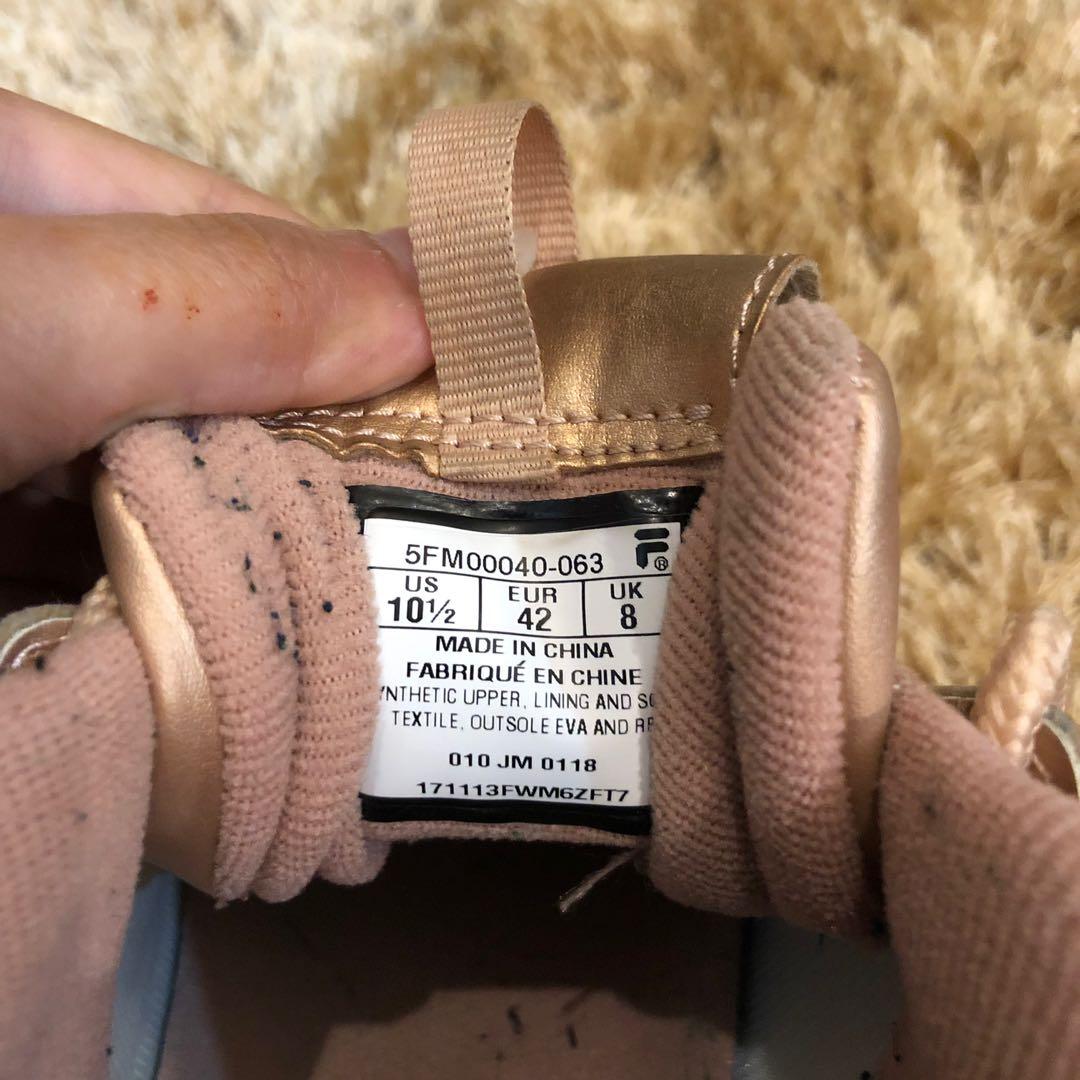 5FM00040-063 F®
US EUR UK
10½ 42 8
MADE IN CHINA
FABRIQUÉ EN CHINE
YNTHETIC UPPER, LINING AND
TEXTILE, OUTSOLE EVA AND
010 JM 0118
171113FWM6ZFT7